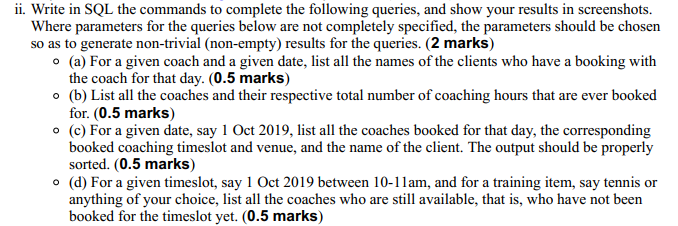 ii. Write in SQL the commands to complete the following queries, and show your results in screenshots.
Where parameters for the queries below are not completely specified, the parameters should be chosen
so as to generate non-trivial (non-empty) results for the queries. (2 marks)
○ (a) For a given coach and a given date, list all the names of the clients who have a booking with
the coach for that day. (0.5 marks)
○ (b) List all the coaches and their respective total number of coaching hours that are ever booked
for. (0.5 marks)
○ (c) For a given date, say 1 Oct 2019, list all the coaches booked for that day, the corresponding
booked coaching timeslot and venue, and the name of the client. The output should be properly
sorted. (0.5 marks)
○ (d) For a given timeslot, say 1 Oct 2019 between 10-11am, and for a training item, say tennis or
anything of your choice, list all the coaches who are still available, that is, who have not been
booked for the timeslot yet. (0.5 marks)